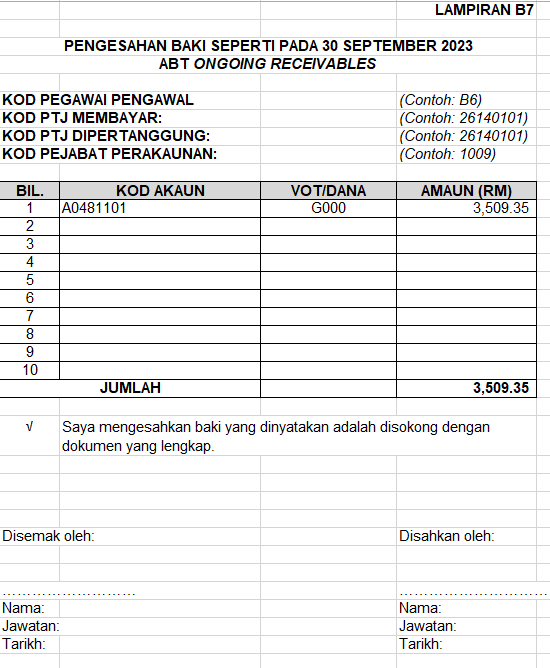 LAMPIRAN B7
PENGESAHAN BAKI SEPERTI PADA 30 SEPTEMBER 2023
ABT ONGOING RECEIVABLES
KOD PEGAWAI PENGAWAL (Contoh: B6)
KOD PTJ MEMBAYAR: (Contoh: 26140101)
KOD PTJ DIPERTANGGUNG: (Contoh: 26140101)
KOD PEJABAT PERAKAUNAN: (Contoh: 1009)
BIL. KOD AKAUN VOT/DANA AMAUN (RM)
1 A0481101 G000 3,509.35
2
3
4
5
6
7
8
9
10
JUMLAH 3,509.35
√ Saya mengesahkan baki yang dinyatakan adalah disokong dengan
dokumen yang lengkap.
Disemak oleh: Disahkan oleh:
................................ ................................
Nama: Nama:
Jawatan: Jawatan:
Tarikh: Tarikh: